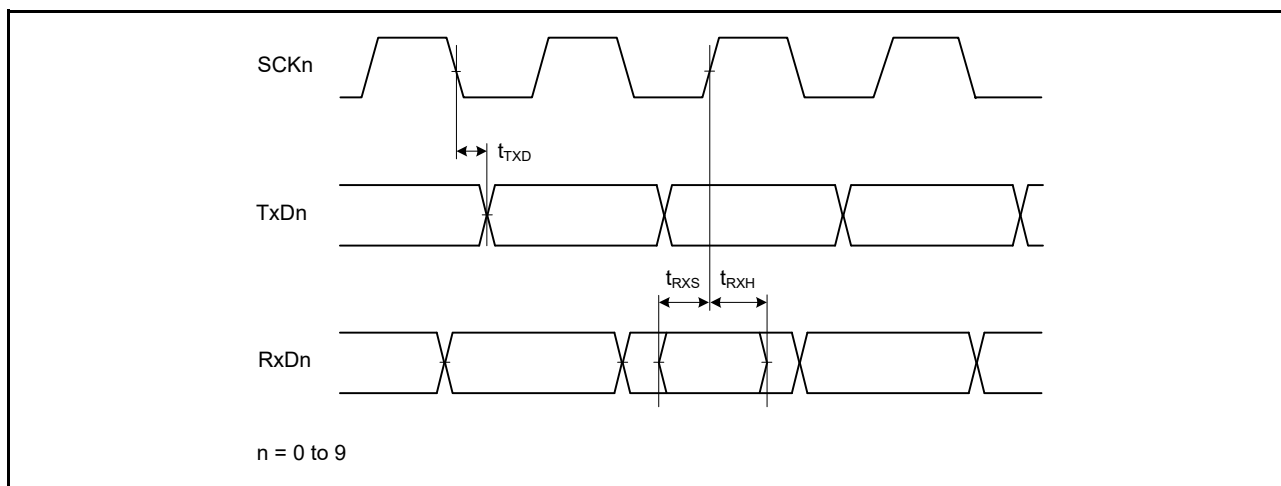 SCKn
tTXD
TxDn
tRXS tRXH
RxDn
n = 0 to 9